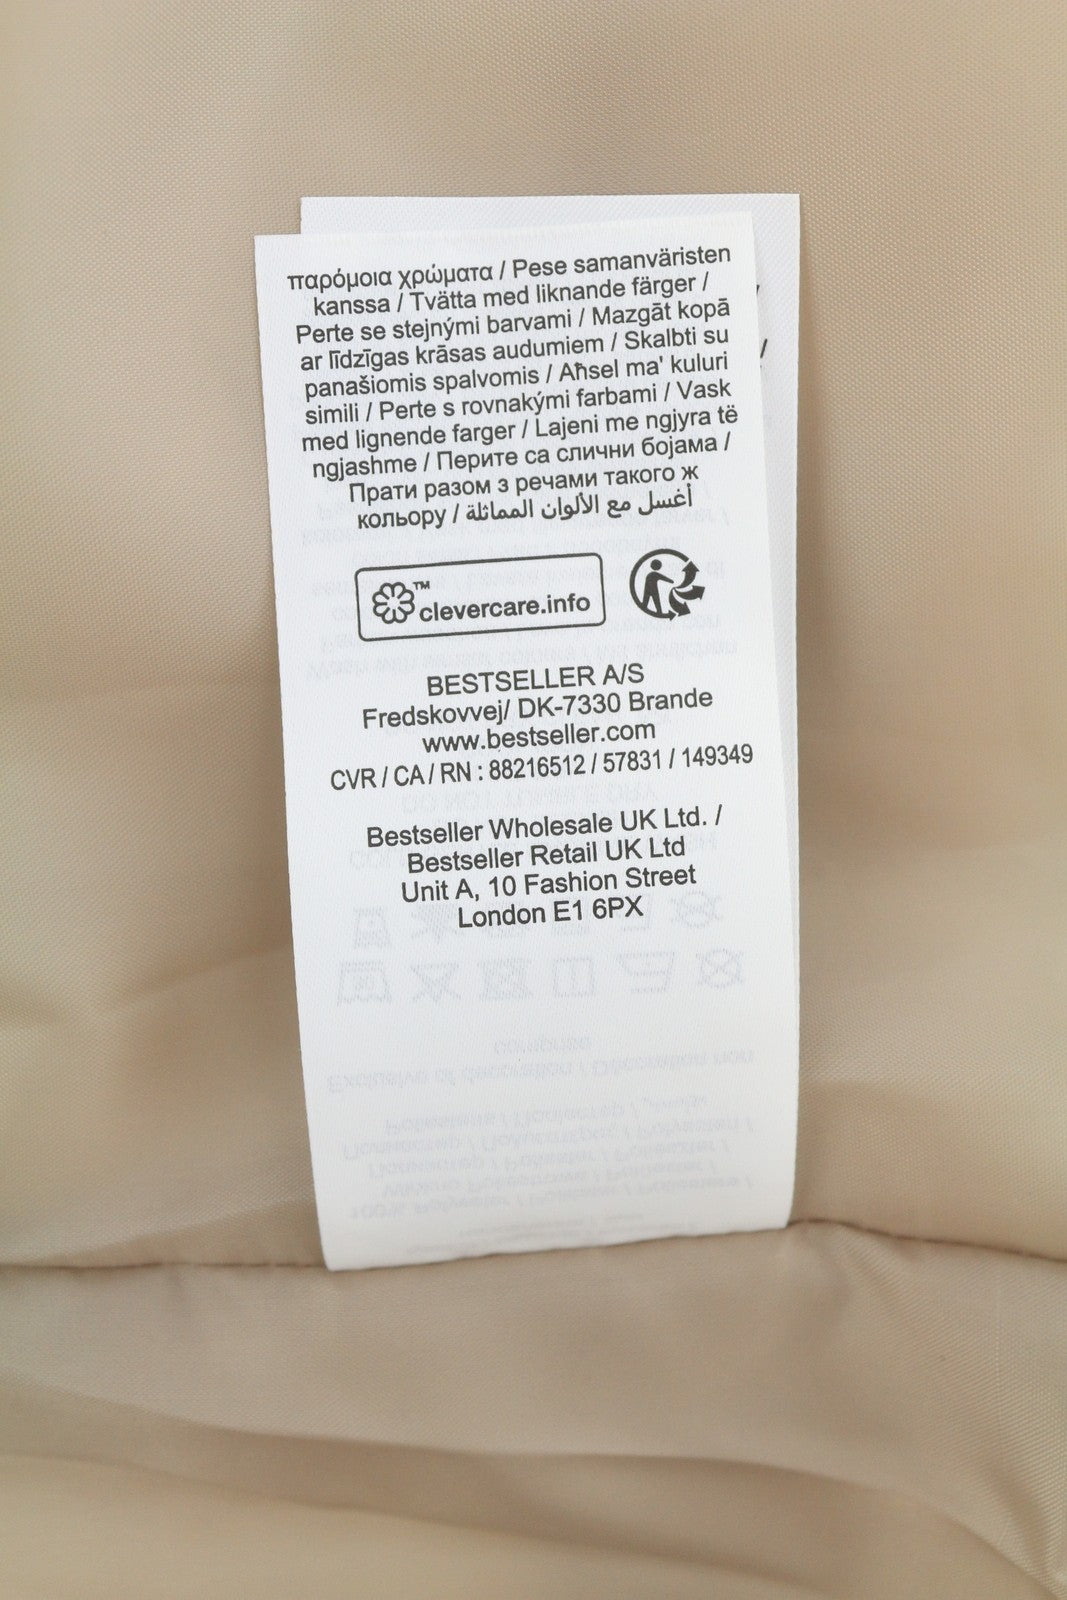 παρόμοια χρώματα / Pese samanväristen
kanssa / Tvätta med liknande färger /
Perte se stejnými barvami / Mazgāt kopā
ar līdzīgas krāsas audumiem / Skalbti su
panašiomis spalvomis / Aħsel ma' kuluri
simili / Perte s rovnakými farbami / Vask
med lignende farger / Lajeni me ngjyra të
ngjashme / Перите са слични бојама /
Прати разом з речами такого ж
кольору / أغسل مع الألوان المماثلة
™
clevercare.info
BESTSELLER A/S
Fredskovvej/ DK-7330 Brande
www.bestseller.com
CVR / CA / RN : 88216512 / 57831 / 149349
Bestseller Wholesale UK Ltd. /
Bestseller Retail UK Ltd
Unit A, 10 Fashion Street
London E1 6PX